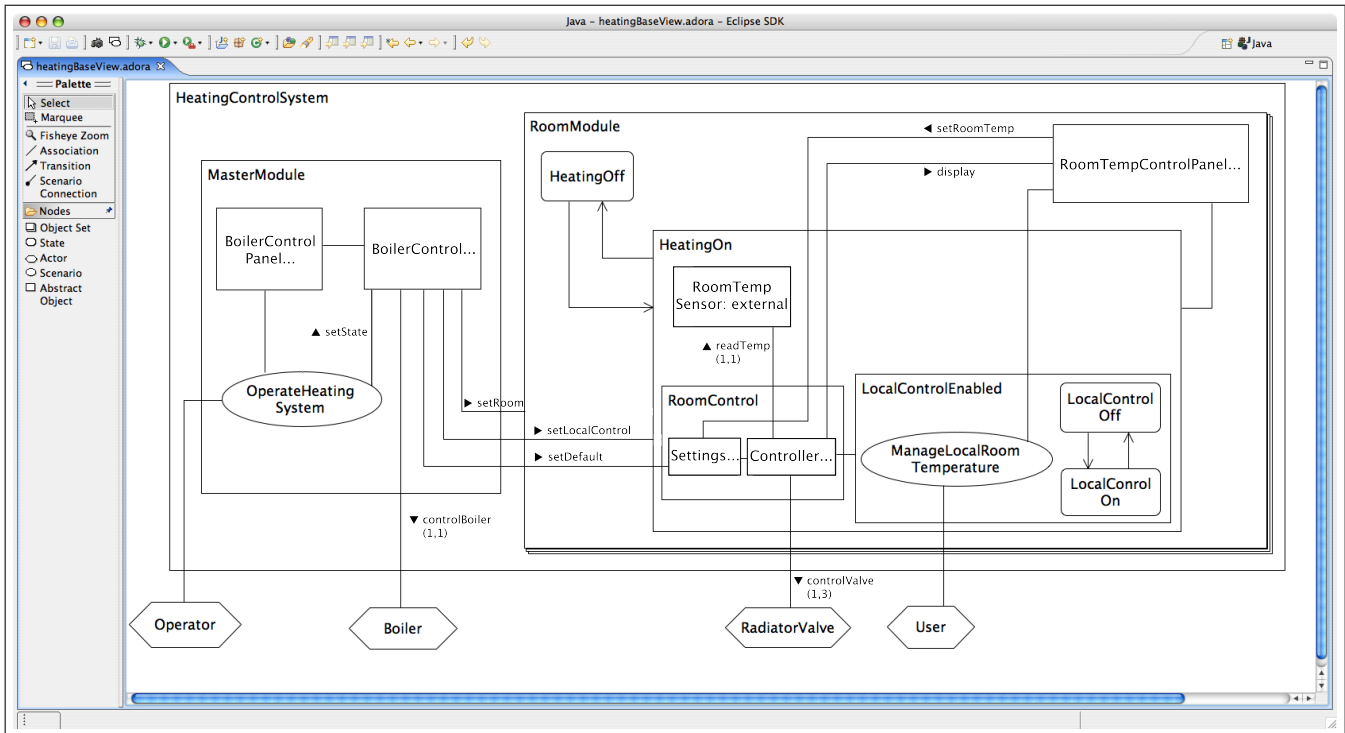 Java – heatingBaseView.adora – Eclipse SDK
Java
heatingBaseView.adora
Palette
Select
Marquee
Fisheye Zoom
Association
Transition
Scenario
Connection
Nodes
Object Set
State
Actor
Scenario
Abstract
Object
HeatingControlSystem
MasterModule
BoilerControl
Panel...
BoilerControl...
▲ setState
OperateHeating
System
RoomModule
HeatingOff
◀ setRoomTemp
▶ display
RoomTempControlPanel...
HeatingOn
RoomTemp
Sensor: external
▲ readTemp
(1,1)
RoomControl
Settings...
Controller...
LocalControlEnabled
ManageLocalRoom
Temperature
LocalControl
Off
LocalConrol
On
▶ setRoom
▶ setLocalControl
▶ setDefault
▼ controlBoiler
(1,1)
▼ controlValve
(1,3)
Operator
Boiler
RadiatorValve
User